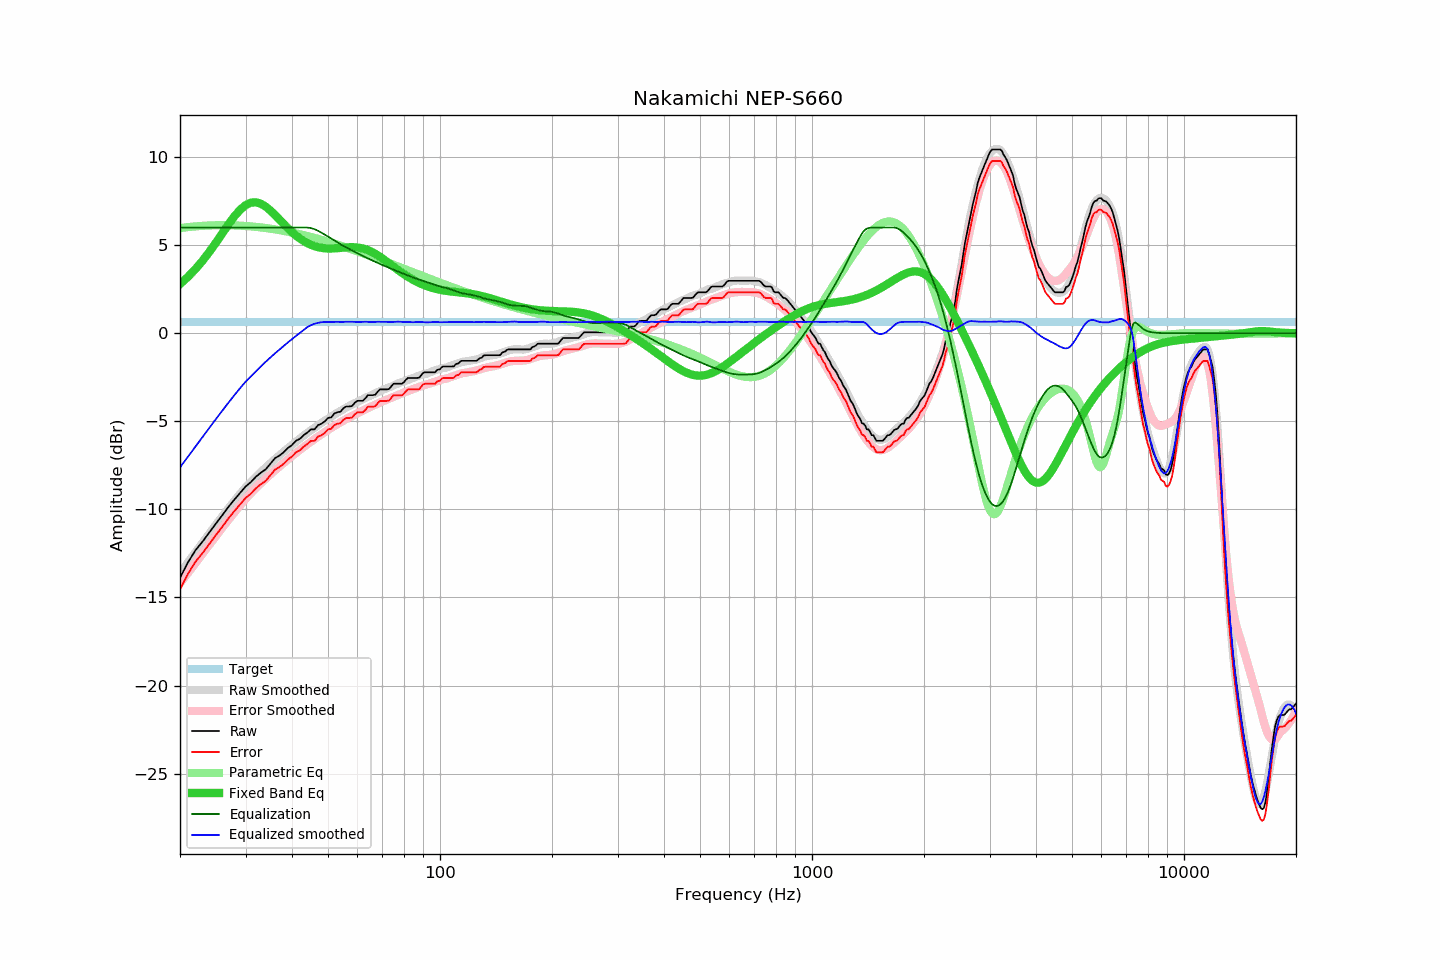 Nakamichi NEP-S660
10
5
0
−5
−10
−15
−20
−25
Amplitude (dBr)
Target
Raw Smoothed
Error Smoothed
Raw
Error
Parametric Eq
Fixed Band Eq
Equalization
Equalized smoothed
100
1000
10000
Frequency (Hz)